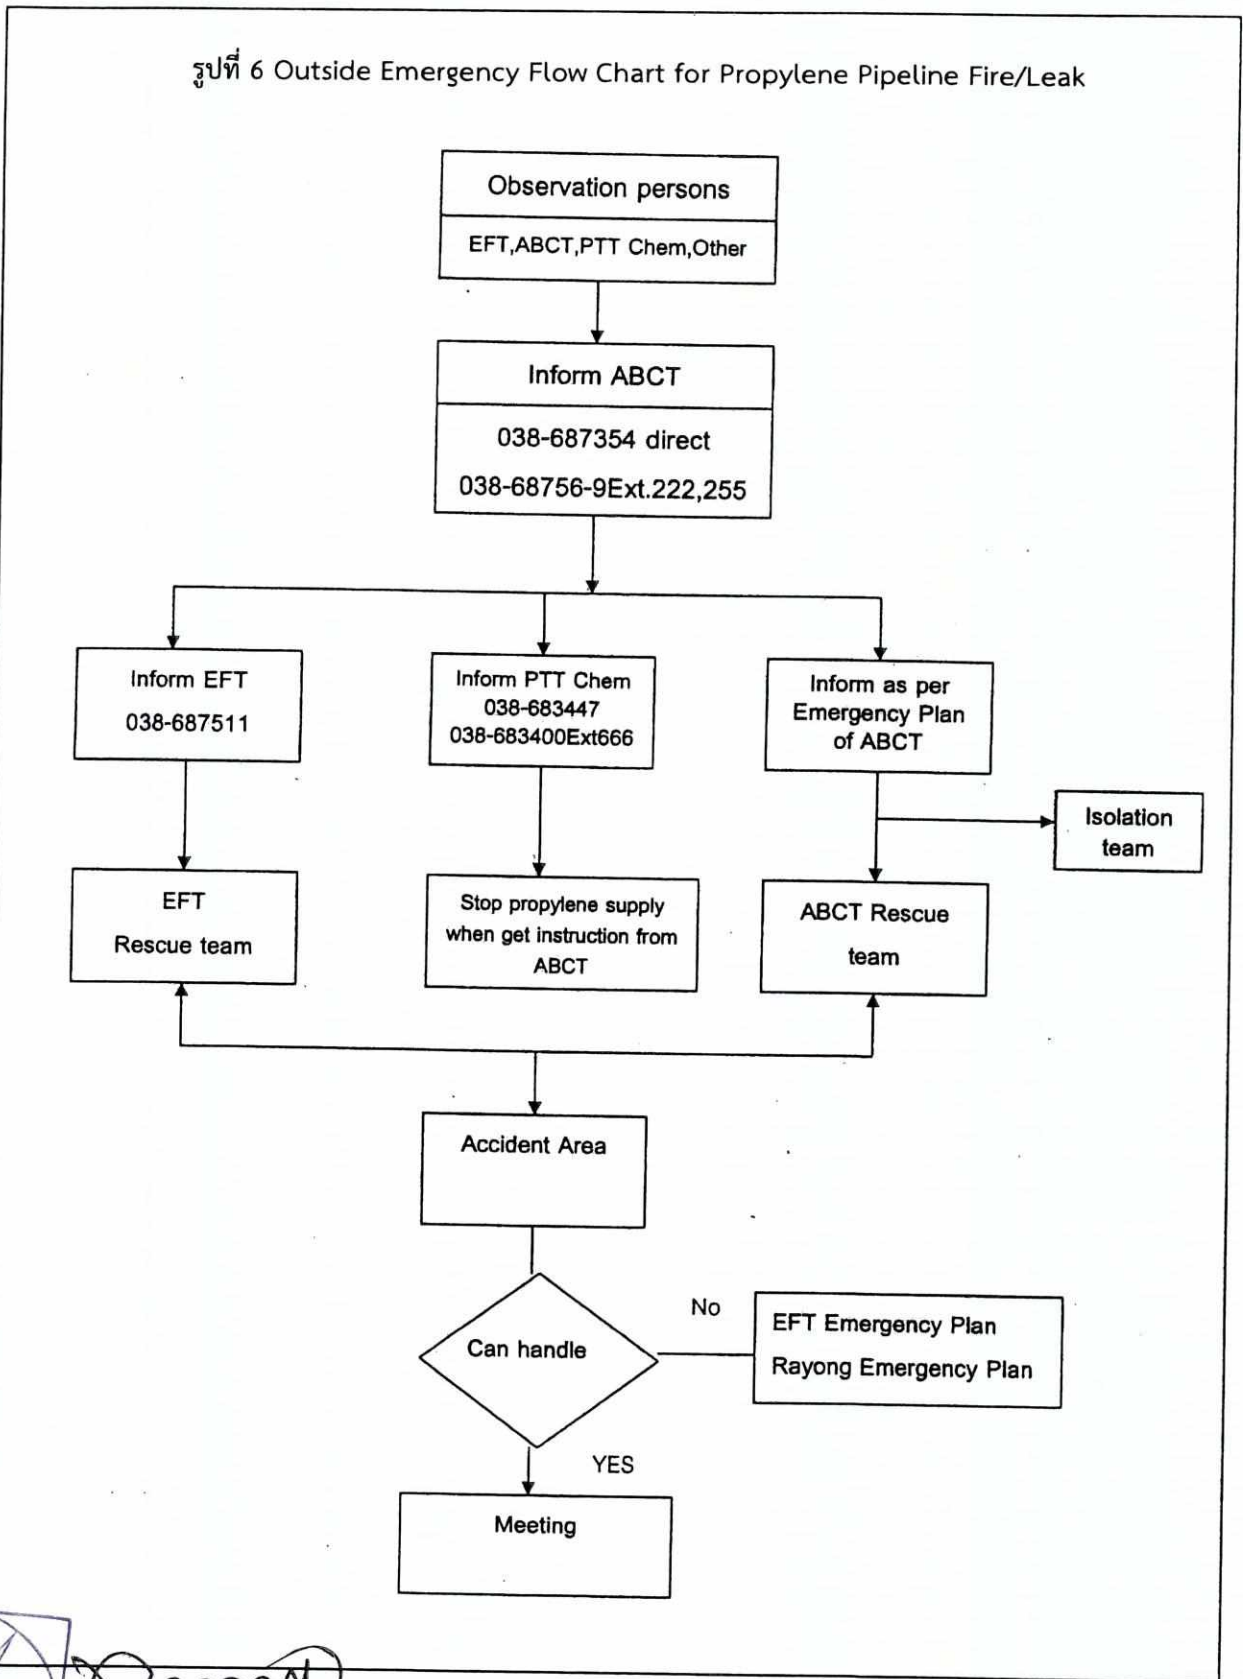 รูปที่ 6 Outside Emergency Flow Chart for Propylene Pipeline Fire/Leak
Observation persons
EFT,ABCT,PTT Chem,Other
Inform ABCT
038-687354 direct
038-68756-9Ext.222,255
Inform EFT
038-687511
Inform PTT Chem
038-683447
038-683400Ext666
Inform as per
Emergency Plan
of ABCT
Isolation
team
EFT
Rescue team
Stop propylene supply
when get instruction from
ABCT
ABCT Rescue
team
Accident Area
Can handle
No
EFT Emergency Plan
Rayong Emergency Plan
YES
Meeting